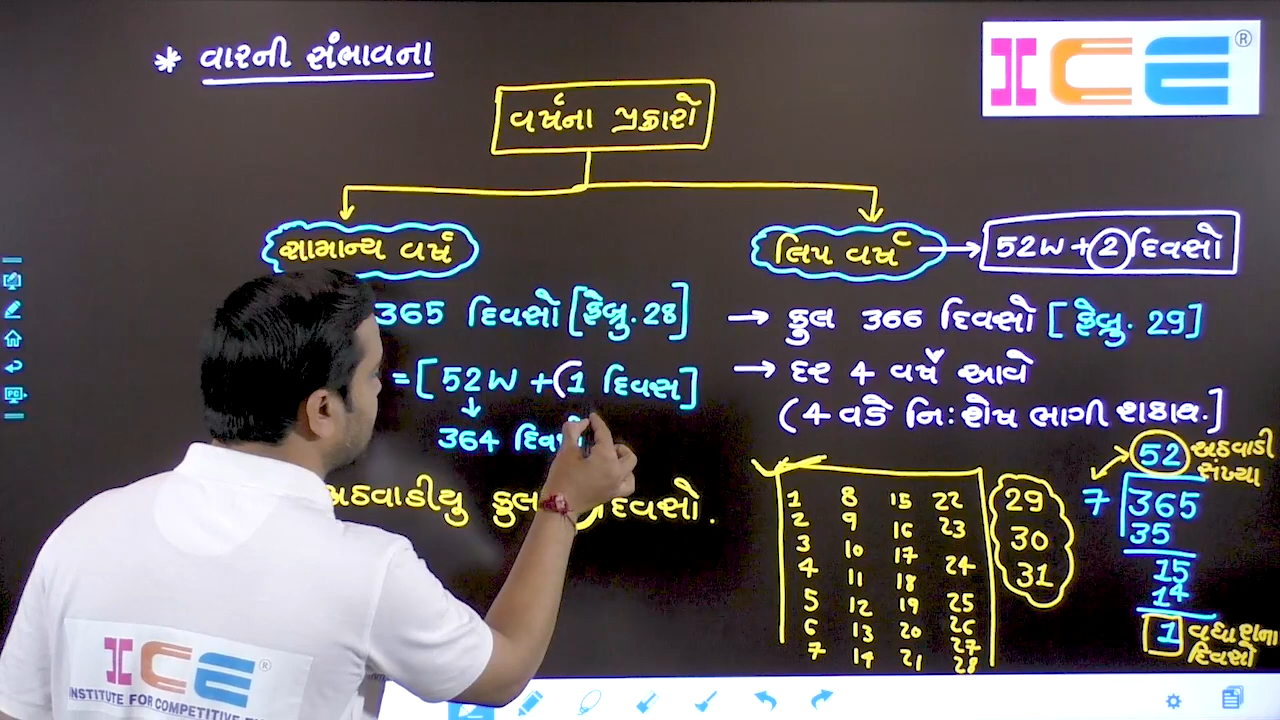 * વારની સંભાવના
ICE®
વર્ષના પ્રકારો
સામાન્ય વર્ષ
લિપ વર્ષ → 52W + 2 દિવસો
365 દિવસો [ફેબ્રુ. 28]
→ કુલ 366 દિવસો [ફેબ્રુ. 29]
= [52W + (1 દિવસ]
→ દર 4 વર્ષે આવે
364
(4 વડે નિ:શેષ ભાગી શકાય.]
અઠવાડીયુ કુલ દિવસો.
1 8 15 22 29
2 9 16 23 30
3 10 17 24 31
4 11 18 25
5 12 19 26
6 13 20 27
7 14 21 28
52 અઠવાડી સંખ્યા
7 365
35
15
14
1 વધારાના દિવસો
ICE®
INSTITUTE FOR COMPETITIVE